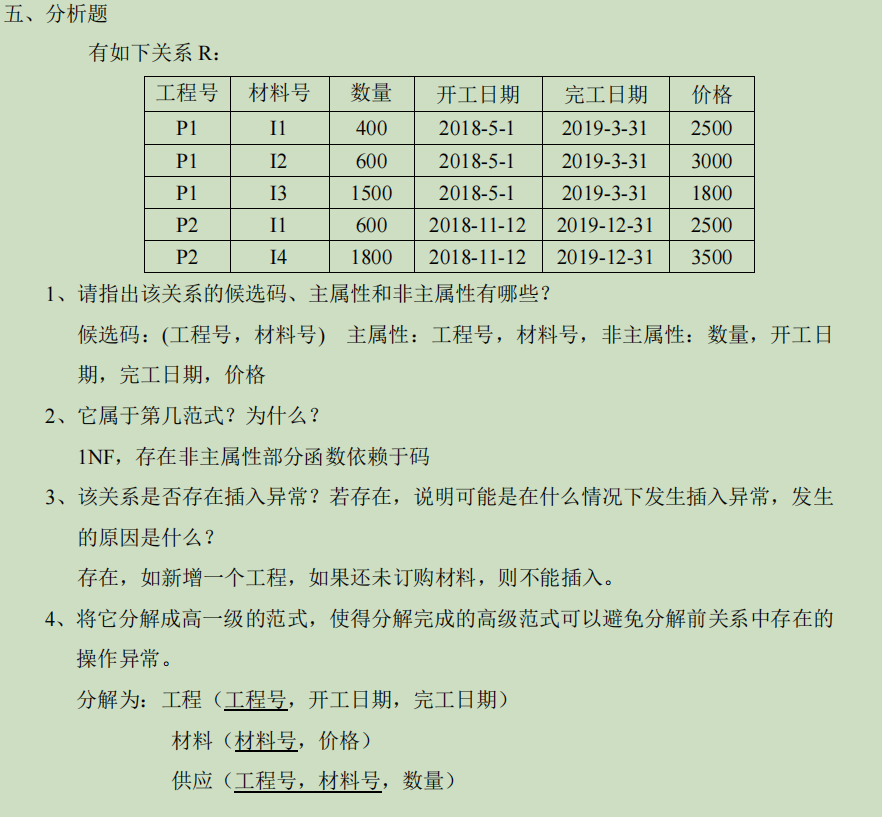 五、分析题
有如下关系 R：
工程号 材料号 数量 开工日期 完工日期 价格
P1 I1 400 2018-5-1 2019-3-31 2500
P1 I2 600 2018-5-1 2019-3-31 3000
P1 I3 1500 2018-5-1 2019-3-31 1800
P2 I1 600 2018-11-12 2019-12-31 2500
P2 I4 1800 2018-11-12 2019-12-31 3500
1、请指出该关系的候选码、主属性和非主属性有哪些？
候选码：(工程号，材料号） 主属性：工程号，材料号，非主属性：数量，开工日
期，完工日期，价格
2、它属于第几范式？为什么？
1NF，存在非主属性部分函数依赖于码
3、该关系是否存在插入异常？若存在，说明可能是在什么情况下发生插入异常，发生
的原因是什么？
存在，如新增一个工程，如果还未订购材料，则不能插入。
4、将它分解成高一级的范式，使得分解完成的高级范式可以避免分解前关系中存在的
操作异常。
分解为：工程（工程号，开工日期，完工日期）
材料（材料号，价格）
供应（工程号，材料号，数量）